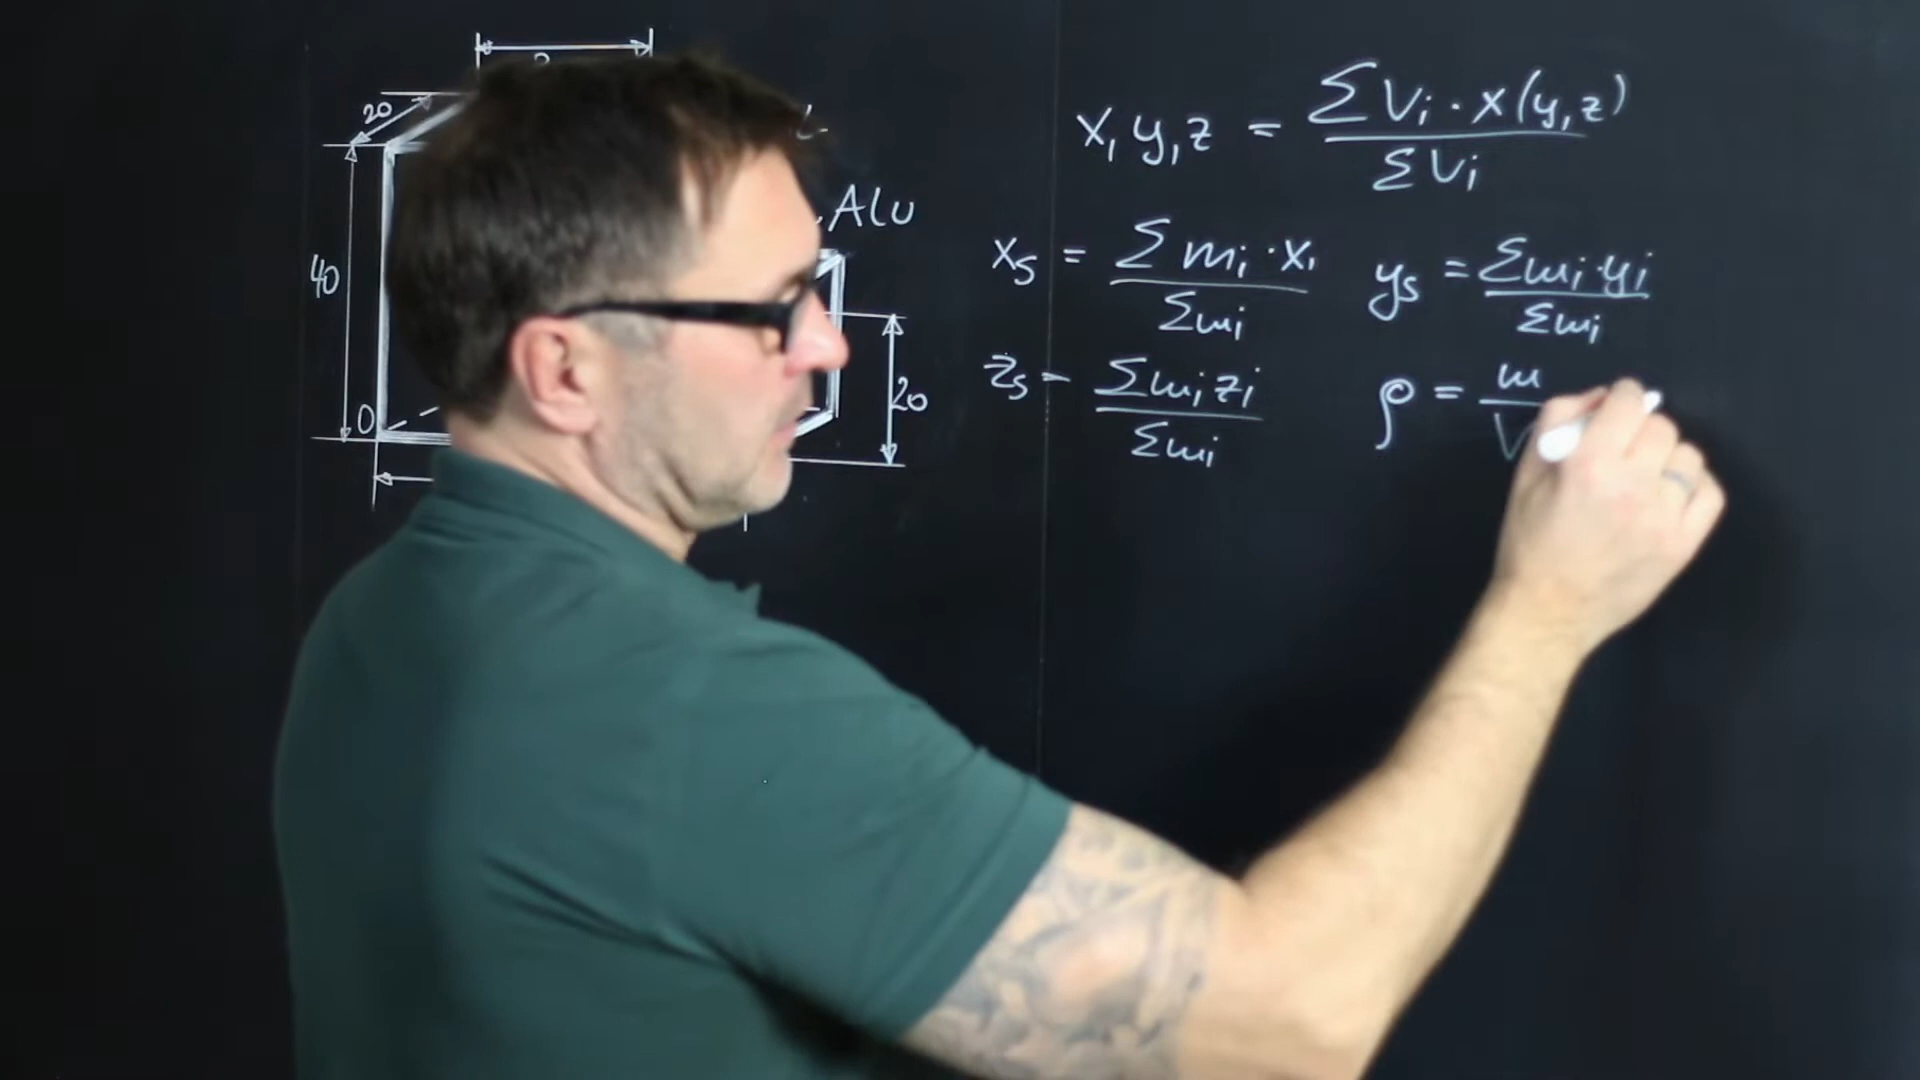 20
40
0
Alu
20
x, y, z = ΣVi · x(y,z) / ΣVi
xs = Σmi · xi / Σmi
ys = Σmi · yi / Σmi
zs = Σmi zi / Σmi
ρ = m / V